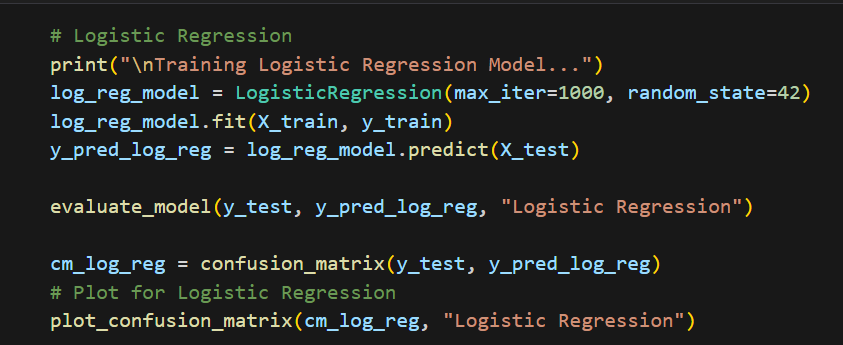 # Logistic Regression
print("\nTraining Logistic Regression Model...")
log_reg_model = LogisticRegression(max_iter=1000, random_state=42)
log_reg_model.fit(X_train, y_train)
y_pred_log_reg = log_reg_model.predict(X_test)
evaluate_model(y_test, y_pred_log_reg, "Logistic Regression")
cm_log_reg = confusion_matrix(y_test, y_pred_log_reg)
# Plot for Logistic Regression
plot_confusion_matrix(cm_log_reg, "Logistic Regression")